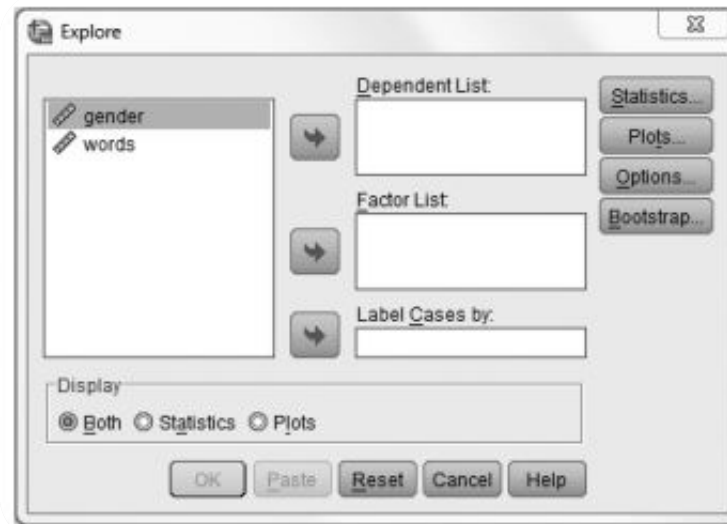 Explore
gender
words
Dependent List:
Factor List:
Label Cases by:
Statistics...
Plots...
Options...
Bootstrap...
Display
Both Statistics Plots
OK Paste Reset Cancel Help